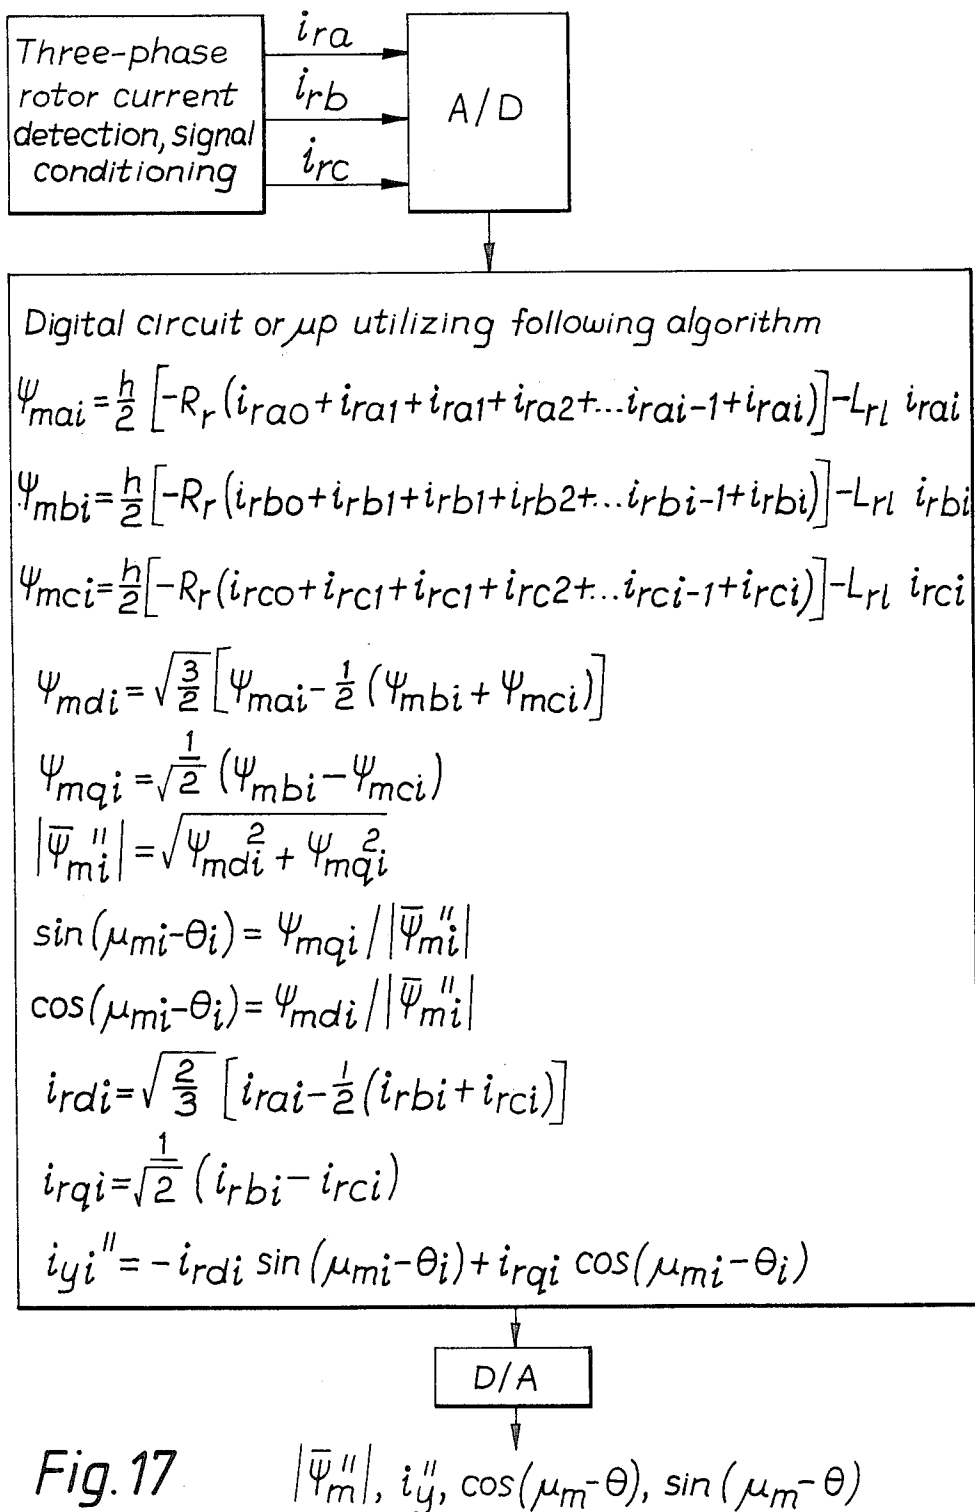 Three-phase
rotor current
detection, signal
conditioning
i_ra
i_rb
i_rc
A/D
Digital circuit or μp utilizing following algorithm
ψ_mai = h/2 [-R_r (i_ra0 + i_ra1 + i_ra1 + i_ra2 +... i_rai-1 + i_rai)] - L_rl i_rai
ψ_mbi = h/2 [-R_r (i_rb0 + i_rb1 + i_rb1 + i_rb2 +... i_rbi-1 + i_rbi)] - L_rl i_rbi
ψ_mci = h/2 [-R_r (i_rc0 + i_rc1 + i_rc1 + i_rc2 +... i_rci-1 + i_rci)] - L_rl i_rci
ψ_mdi = √(3/2) [ψ_mai - 1/2 (ψ_mbi + ψ_mci)]
ψ_mqi = 1/√2 (ψ_mbi - ψ_mci)
|ψ̄_mi''| = √(ψ_mdi² + ψ_mqi²)
sin(μ_mi - θ_i) = ψ_mqi / |ψ̄_mi''|
cos(μ_mi - θ_i) = ψ_mdi / |ψ̄_mi''|
i_rdi = √(2/3) [i_rai - 1/2 (i_rbi + i_rci)]
i_rqi = 1/√2 (i_rbi - i_rci)
i_yi'' = -i_rdi sin(μ_mi - θ_i) + i_rqi cos(μ_mi - θ_i)
D/A
Fig. 17
|ψ̄_m''|, i_y'', cos(μ_m - θ), sin(μ_m - θ)